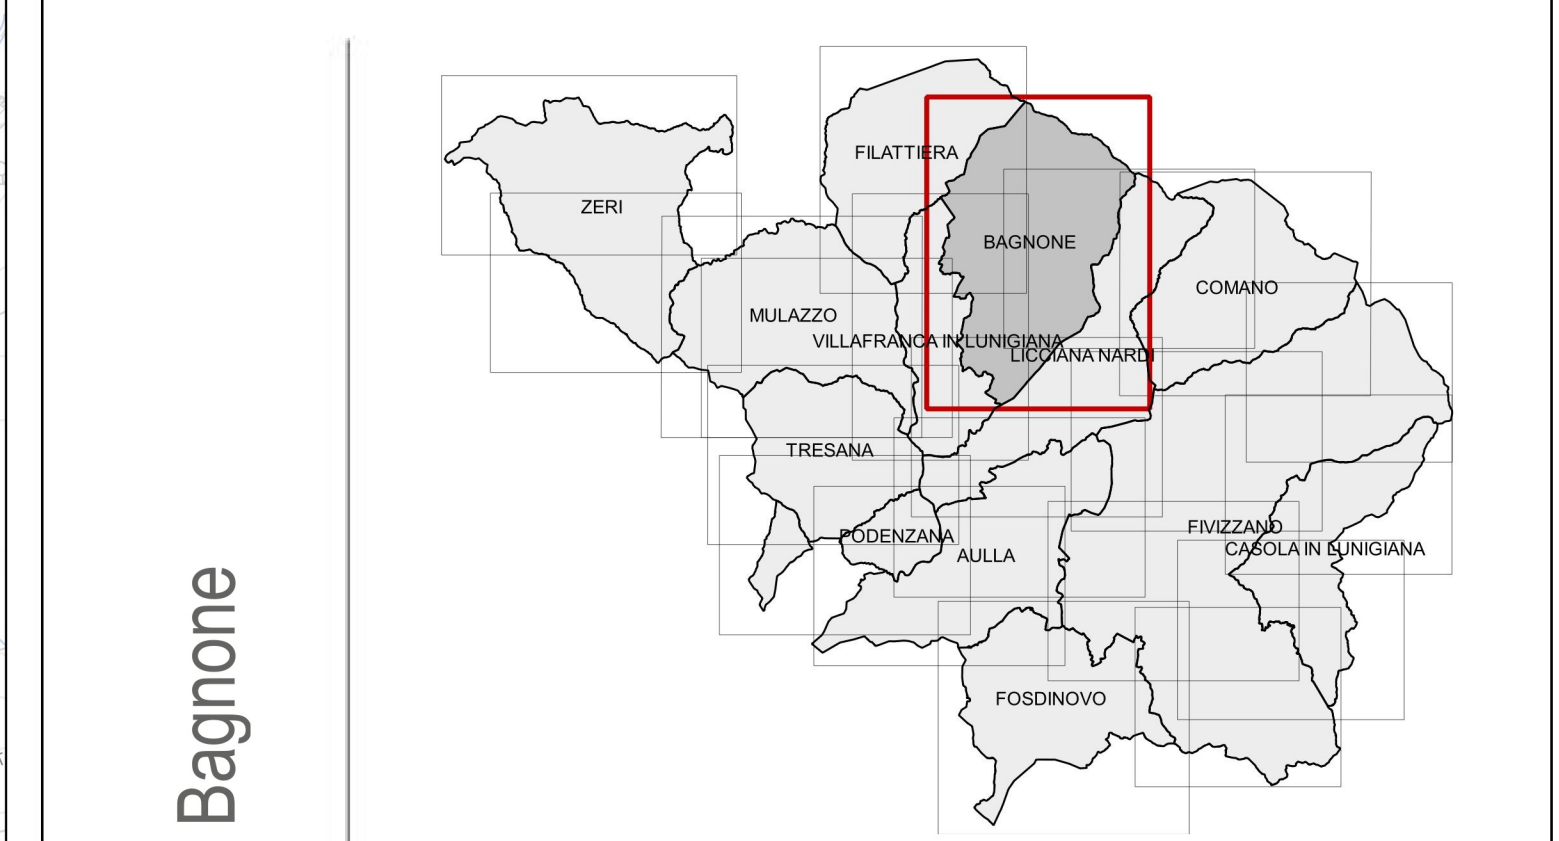 Bagnone
FILATTIERA
ZERI
BAGNONE
COMANO
MULAZZO
VILLAFRANCA IN LUNIGIANA
LICCIANA NARDI
TRESANA
FIVIZZANO
PODENZANA
CASOLA IN LUNIGIANA
AULLA
FOSDINOVO